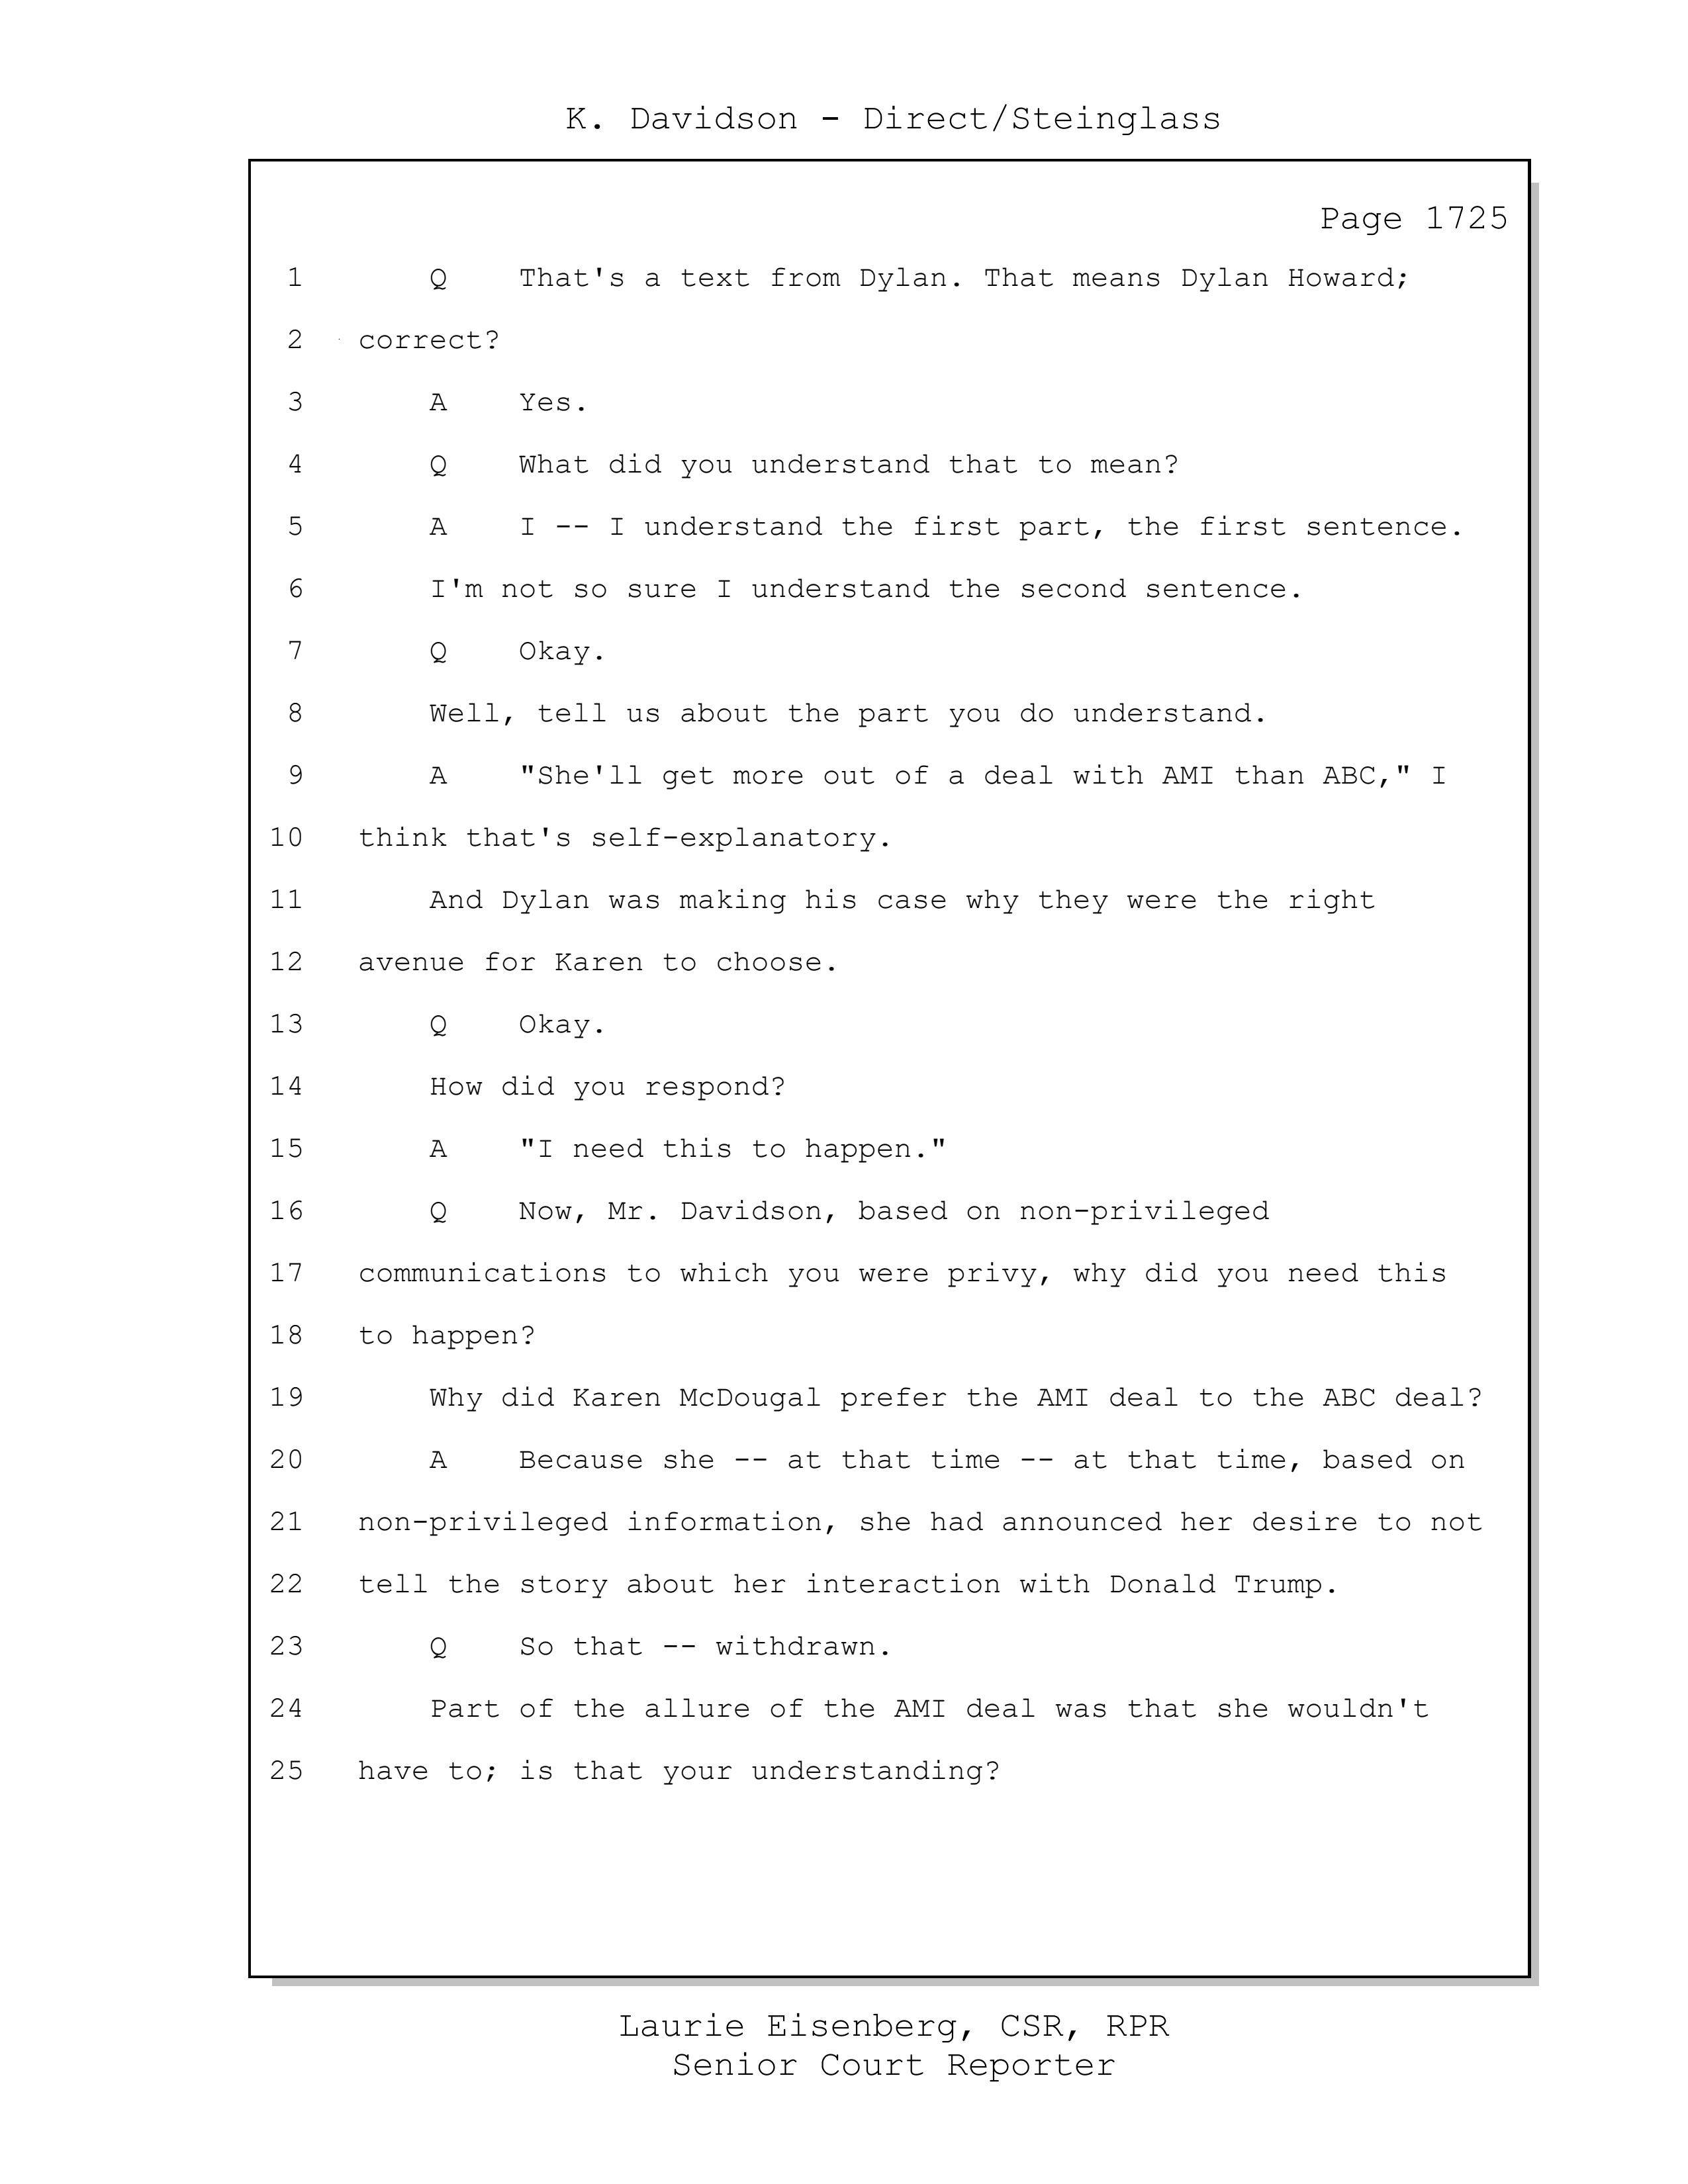 K. Davidson - Direct/Steinglass
Page 1725
1 Q That's a text from Dylan. That means Dylan Howard;
2 correct?
3 A Yes.
4 Q What did you understand that to mean?
5 A I -- I understand the first part, the first sentence.
6 I'm not so sure I understand the second sentence.
7 Q Okay.
8 Well, tell us about the part you do understand.
9 A "She'll get more out of a deal with AMI than ABC," I
10 think that's self-explanatory.
11 And Dylan was making his case why they were the right
12 avenue for Karen to choose.
13 Q Okay.
14 How did you respond?
15 A "I need this to happen."
16 Q Now, Mr. Davidson, based on non-privileged
17 communications to which you were privy, why did you need this
18 to happen?
19 Why did Karen McDougal prefer the AMI deal to the ABC deal?
20 A Because she -- at that time -- at that time, based on
21 non-privileged information, she had announced her desire to not
22 tell the story about her interaction with Donald Trump.
23 Q So that -- withdrawn.
24 Part of the allure of the AMI deal was that she wouldn't
25 have to; is that your understanding?
Laurie Eisenberg, CSR, RPR
Senior Court Reporter